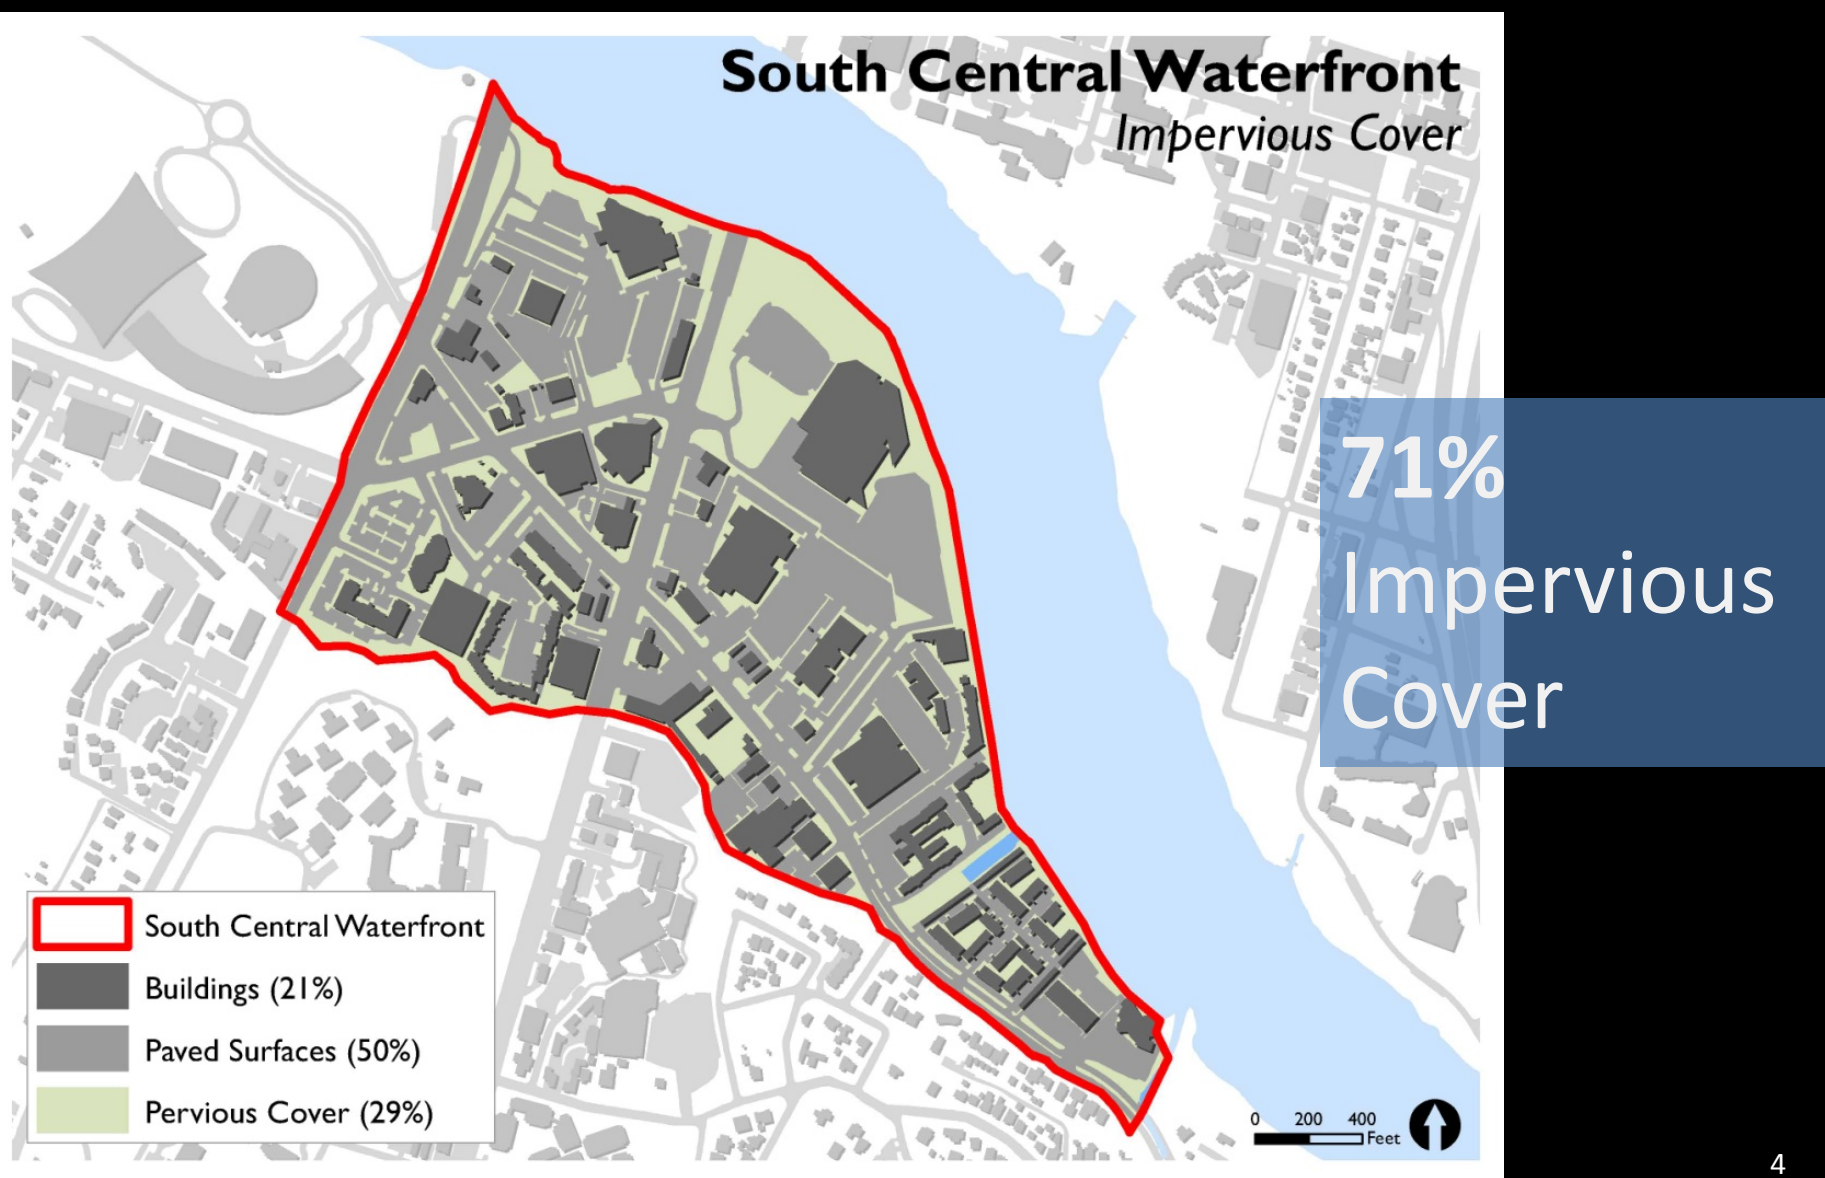 South Central Waterfront
Impervious Cover
71%
Impervious
Cover
South Central Waterfront
Buildings (21%)
Paved Surfaces (50%)
Pervious Cover (29%)
0 200 400
Feet
4